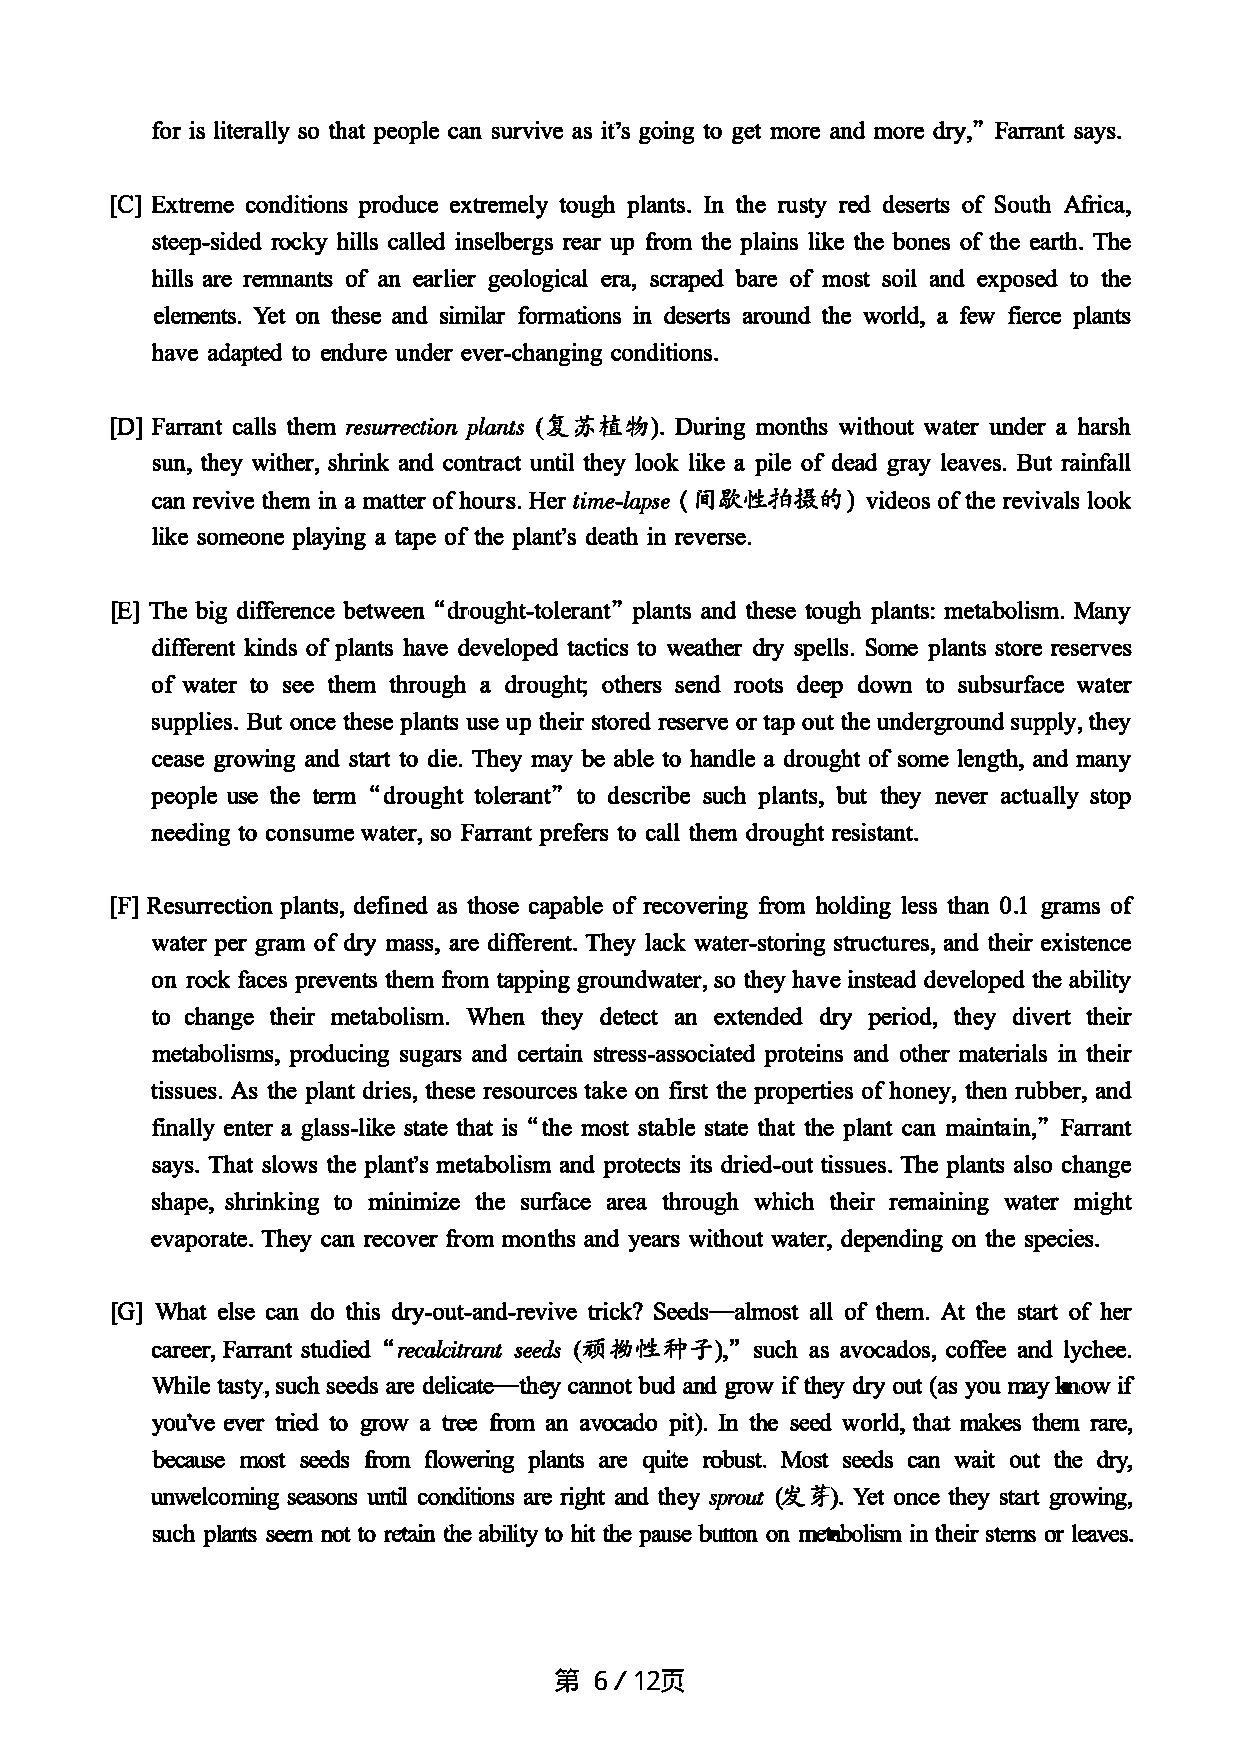 for is literally so that people can survive as it's going to get more and more dry,” Farrant says.
[C] Extreme conditions produce extremely tough plants. In the rusty red deserts of South Africa,
steep-sided rocky hills called inselbergs rear up from the plains like the bones of the earth. The
hills are remnants of an earlier geological era, scraped bare of most soil and exposed to the
elements. Yet on these and similar formations in deserts around the world, a few fierce plants
have adapted to endure under ever-changing conditions.
[D] Farrant calls them resurrection plants (复苏植物). During months without water under a harsh
sun, they wither, shrink and contract until they look like a pile of dead gray leaves. But rainfall
can revive them in a matter of hours. Her time-lapse (间歇性拍摄的) videos of the revivals look
like someone playing a tape of the plant's death in reverse.
[E] The big difference between “drought-tolerant” plants and these tough plants: metabolism. Many
different kinds of plants have developed tactics to weather dry spells. Some plants store reserves
of water to see them through a drought; others send roots deep down to subsurface water
supplies. But once these plants use up their stored reserve or tap out the underground supply, they
cease growing and start to die. They may be able to handle a drought of some length, and many
people use the term “drought tolerant” to describe such plants, but they never actually stop
needing to consume water, so Farrant prefers to call them drought resistant.
[F] Resurrection plants, defined as those capable of recovering from holding less than 0.1 grams of
water per gram of dry mass, are different. They lack water-storing structures, and their existence
on rock faces prevents them from tapping groundwater, so they have instead developed the ability
to change their metabolism. When they detect an extended dry period, they divert their
metabolisms, producing sugars and certain stress-associated proteins and other materials in their
tissues. As the plant dries, these resources take on first the properties of honey, then rubber, and
finally enter a glass-like state that is “the most stable state that the plant can maintain,” Farrant
says. That slows the plant's metabolism and protects its dried-out tissues. The plants also change
shape, shrinking to minimize the surface area through which their remaining water might
evaporate. They can recover from months and years without water, depending on the species.
[G] What else can do this dry-out-and-revive trick? Seeds—almost all of them. At the start of her
career, Farrant studied “recalcitrant seeds (顽拗性种子),” such as avocados, coffee and lychee.
While tasty, such seeds are delicate—they cannot bud and grow if they dry out (as you may know if
you've ever tried to grow a tree from an avocado pit). In the seed world, that makes them rare,
because most seeds from flowering plants are quite robust. Most seeds can wait out the dry,
unwelcoming seasons until conditions are right and they sprout (发芽). Yet once they start growing,
such plants seem not to retain the ability to hit the pause button on metabolism in their stems or leaves.
第 6 / 12页